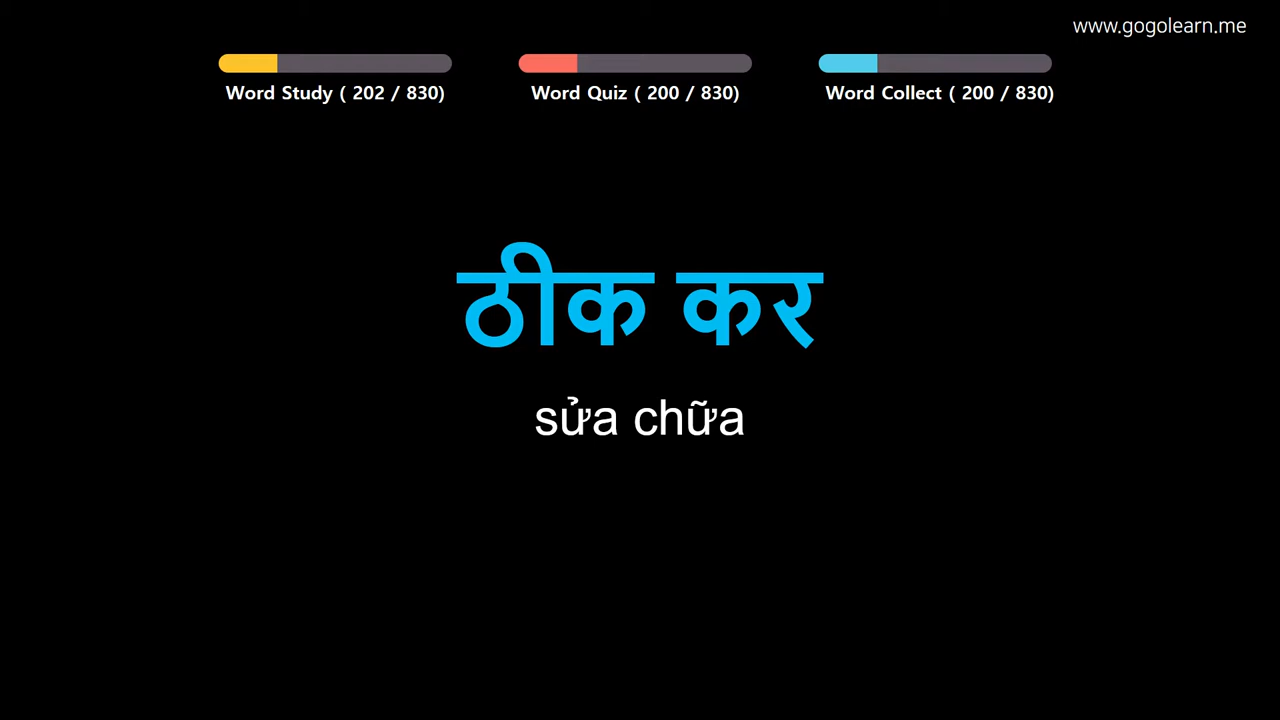 www.gogolearn.me
Word Study ( 202 / 830)
Word Quiz ( 200 / 830)
Word Collect ( 200 / 830)
ठीक कर
sửa chữa